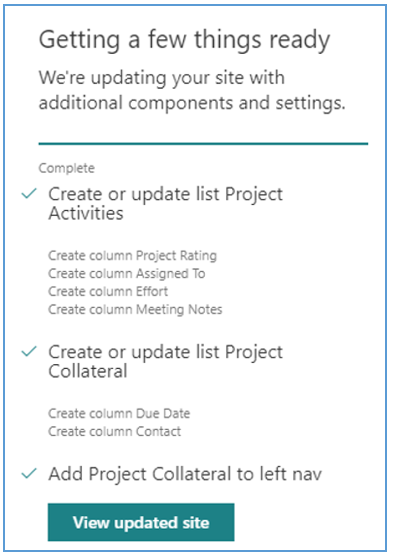 Getting a few things ready
We're updating your site with
additional components and settings.
Complete
Create or update list Project
Activities
Create column Project Rating
Create column Assigned To
Create column Effort
Create column Meeting Notes
Create or update list Project
Collateral
Create column Due Date
Create column Contact
Add Project Collateral to left nav
View updated site